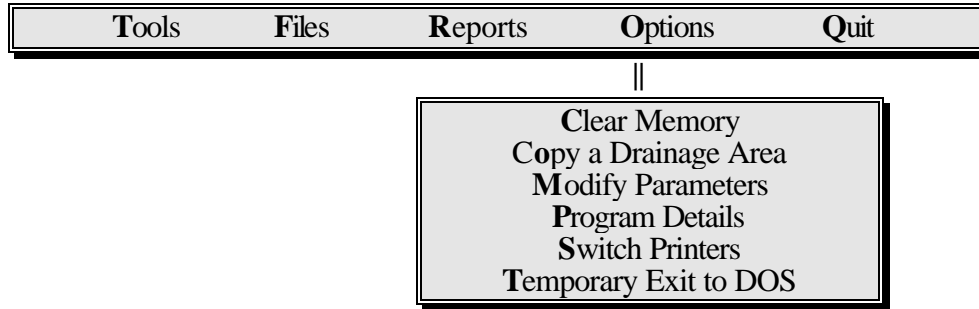 Tools Files Reports Options Quit
Clear Memory
Copy a Drainage Area
Modify Parameters
Program Details
Switch Printers
Temporary Exit to DOS